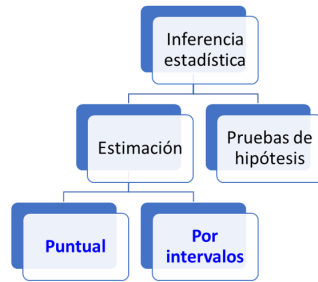 Inferencia
estadística
Estimación
Pruebas de
hipótesis
Puntual
Por
intervalos